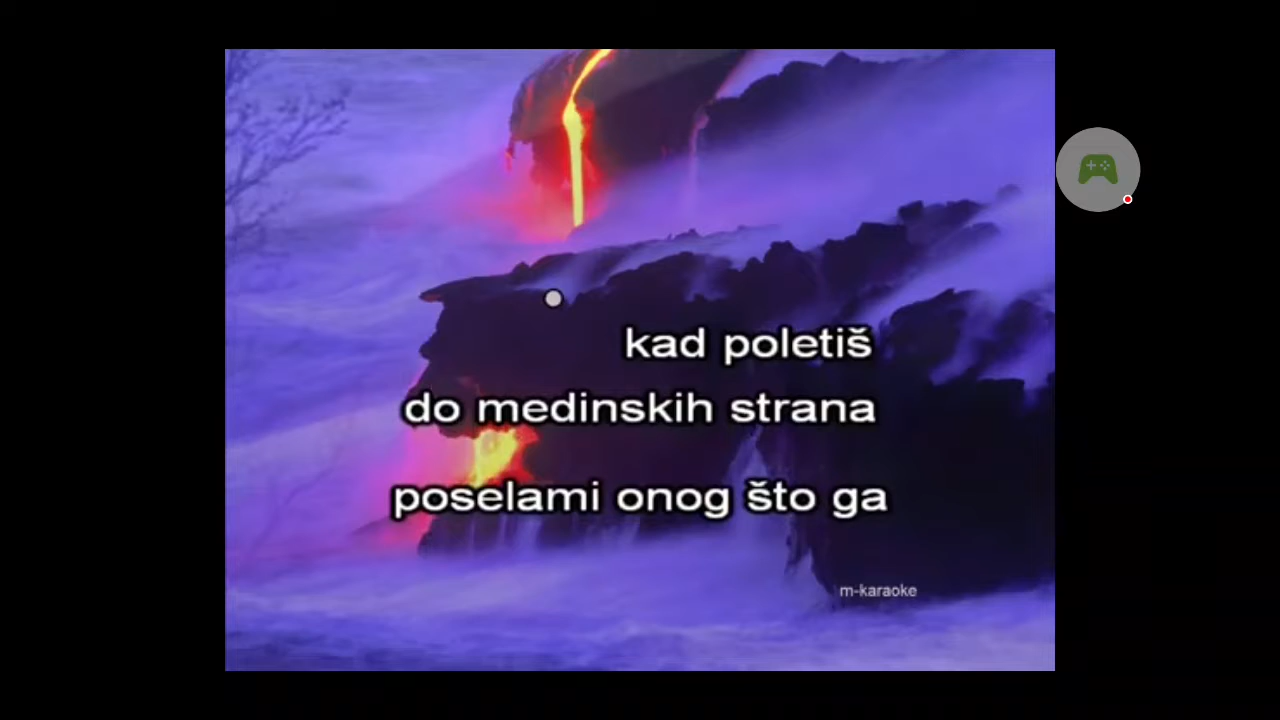 kad poletiš
do medinskih strana
poselami onog što ga
m-karaoke